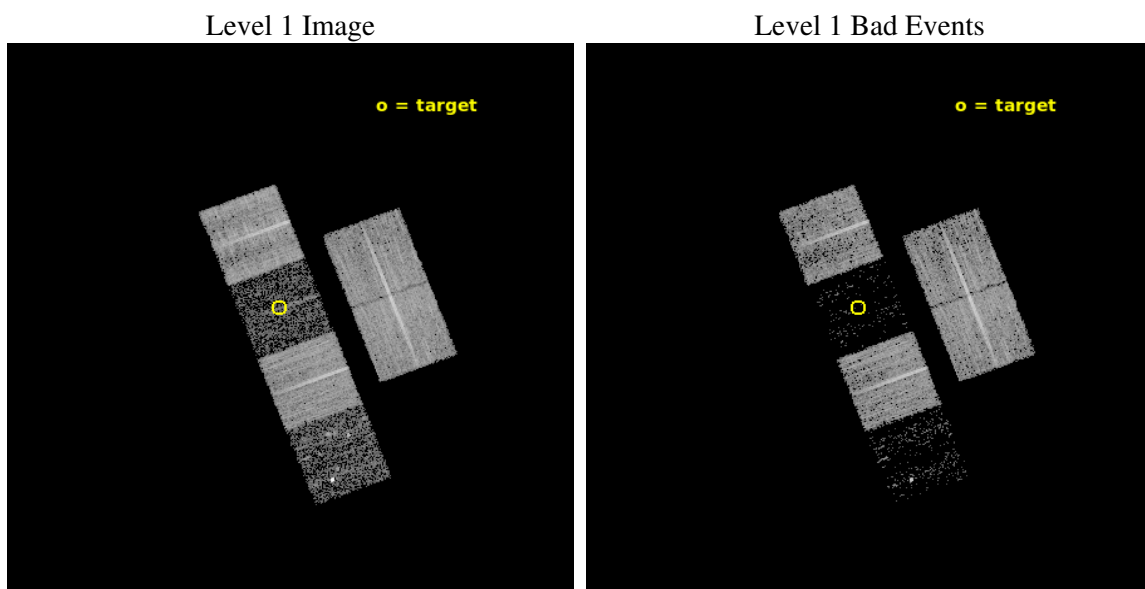 Level 1 Image
Level 1 Bad Events
o = target
o = target